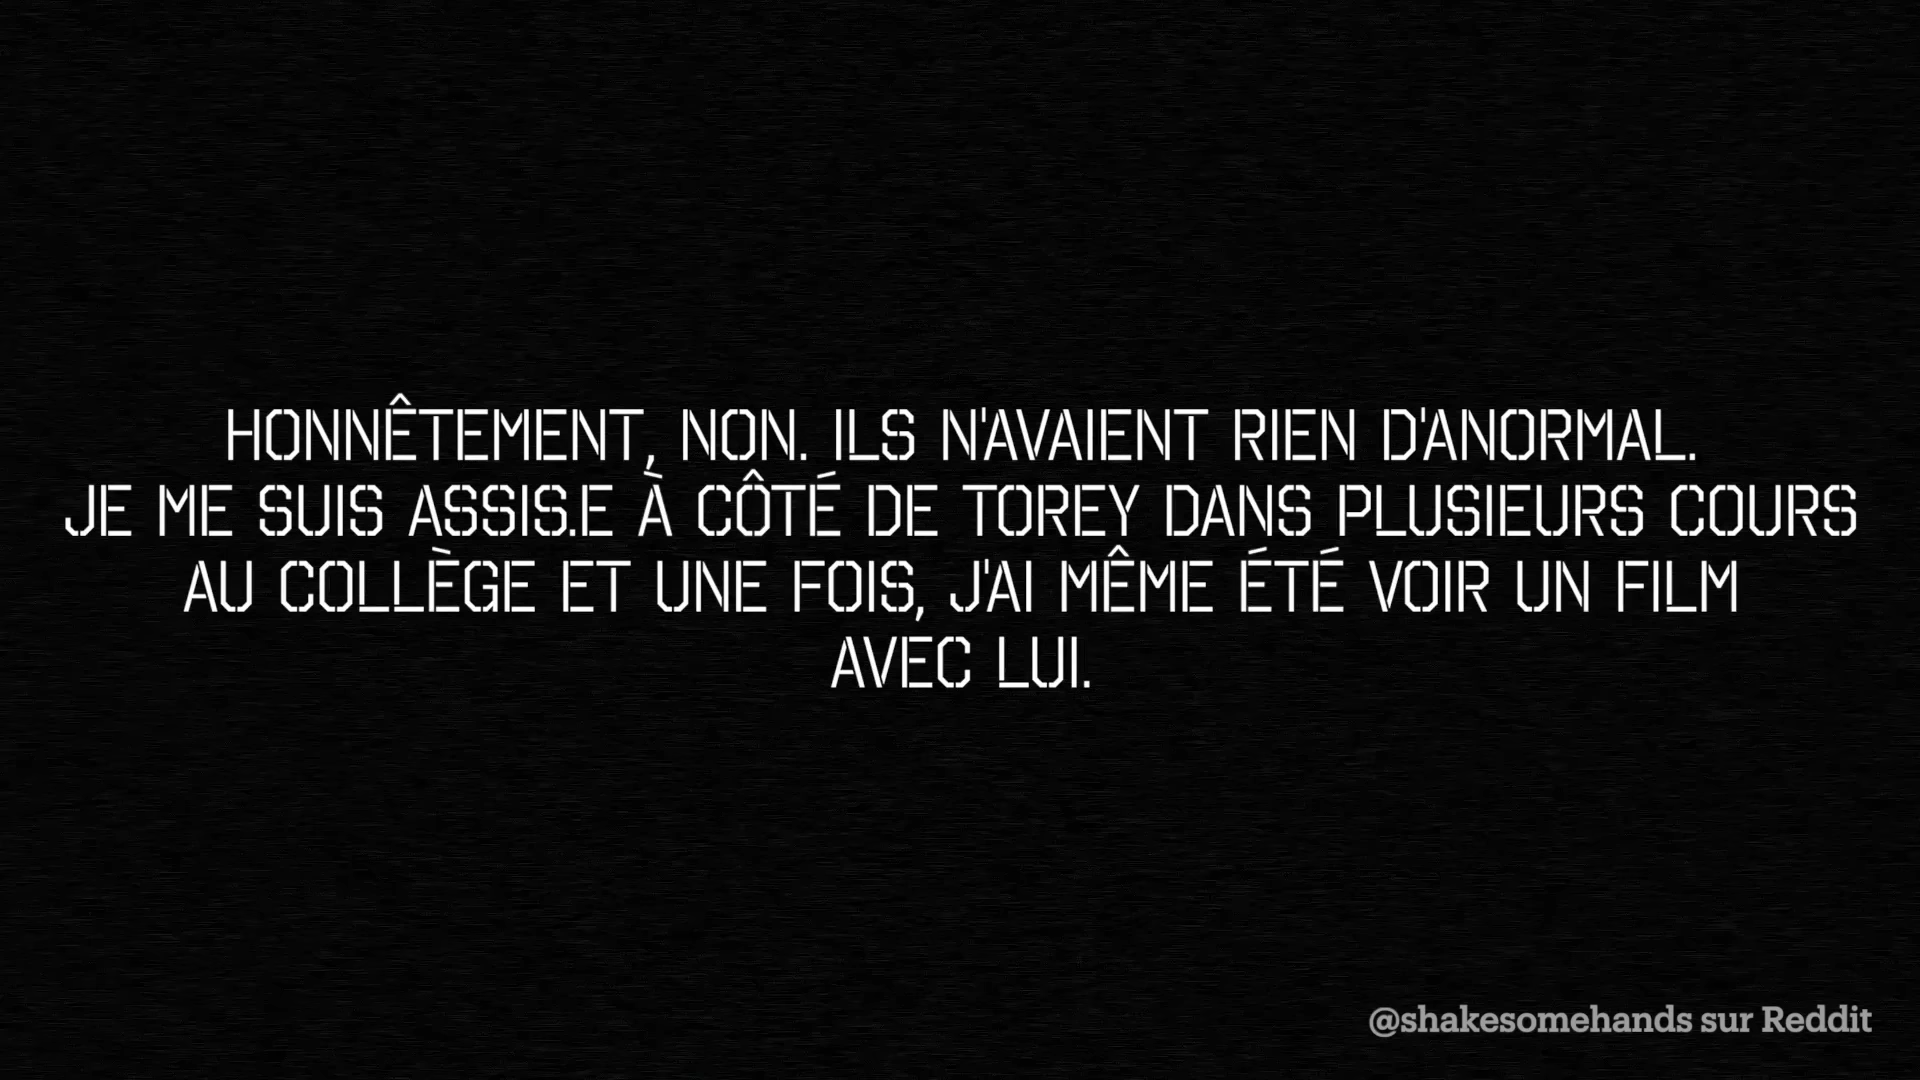 HONNÊTEMENT, NON. ILS N'AVAIENT RIEN D'ANORMAL.
JE ME SUIS ASSIS.E À CÔTÉ DE TOREY DANS PLUSIEURS COURS
AU COLLÈGE ET UNE FOIS, J'AI MÊME ÉTÉ VOIR UN FILM
AVEC LUI.
@shakesomehands sur Reddit